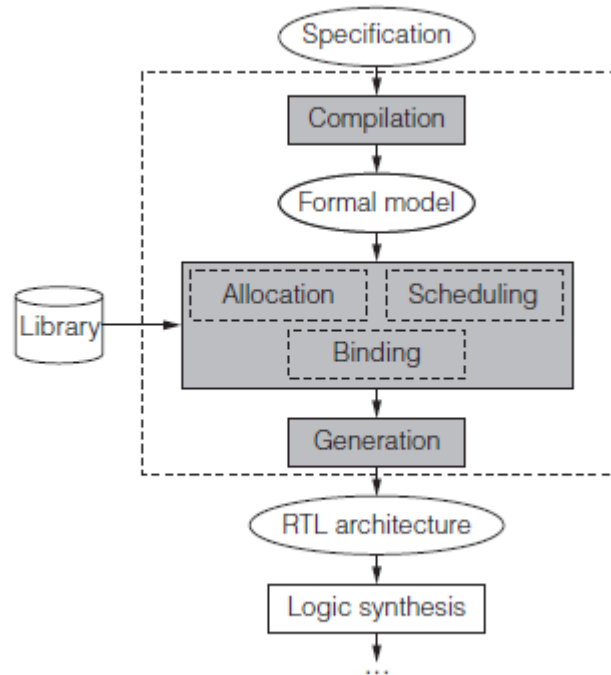 Specification
Compilation
Formal model
Allocation
Scheduling
Library
Binding
Generation
RTL architecture
Logic synthesis
...